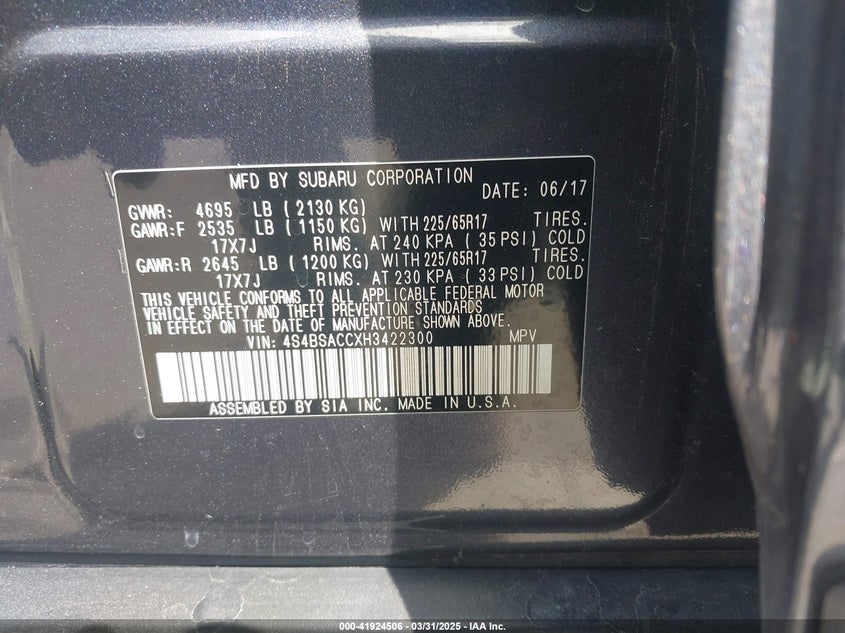 MFD BY SUBARU CORPORATION DATE: 06/17
GVWR: 4695 LB ( 2130 KG)
GAWR:F 2535 LB ( 1150 KG) WITH 225/65R17 TIRES.
17X7J RIMS. AT 240 KPA ( 35 PSI) COLD
GAWR:R 2645 LB ( 1200 KG) WITH 225/65R17 TIRES.
17X7J RIMS. AT 230 KPA ( 33 PSI) COLD
THIS VEHICLE CONFORMS TO ALL APPLICABLE FEDERAL MOTOR
VEHICLE SAFETY AND THEFT PREVENTION STANDARDS
IN EFFECT ON THE DATE OF MANUFACTURE SHOWN ABOVE.
VIN: 4S4BSACCXH3422300 MPV
ASSEMBLED BY SIA INC. MADE IN U.S.A.
000-41924506 — 03/31/2025 — © IAA Inc.